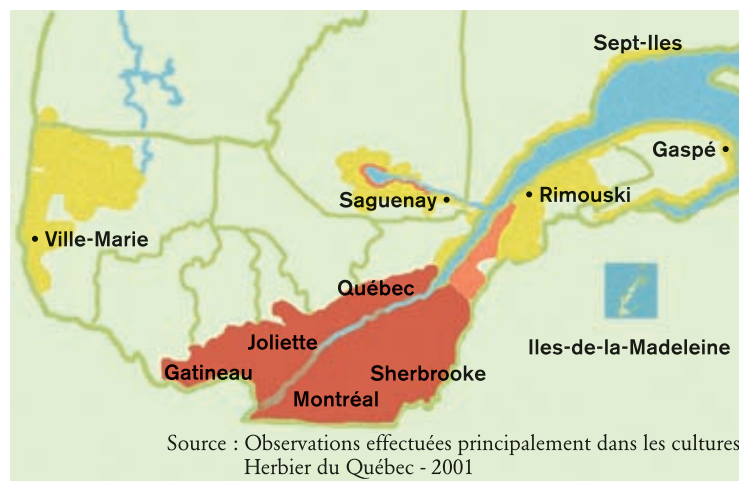 Sept-Iles
Gaspé
Saguenay
Rimouski
Ville-Marie
Québec
Joliette
Iles-de-la-Madeleine
Gatineau
Sherbrooke
Montréal
Source : Observations effectuées principalement dans les cultures
Herbier du Québec - 2001